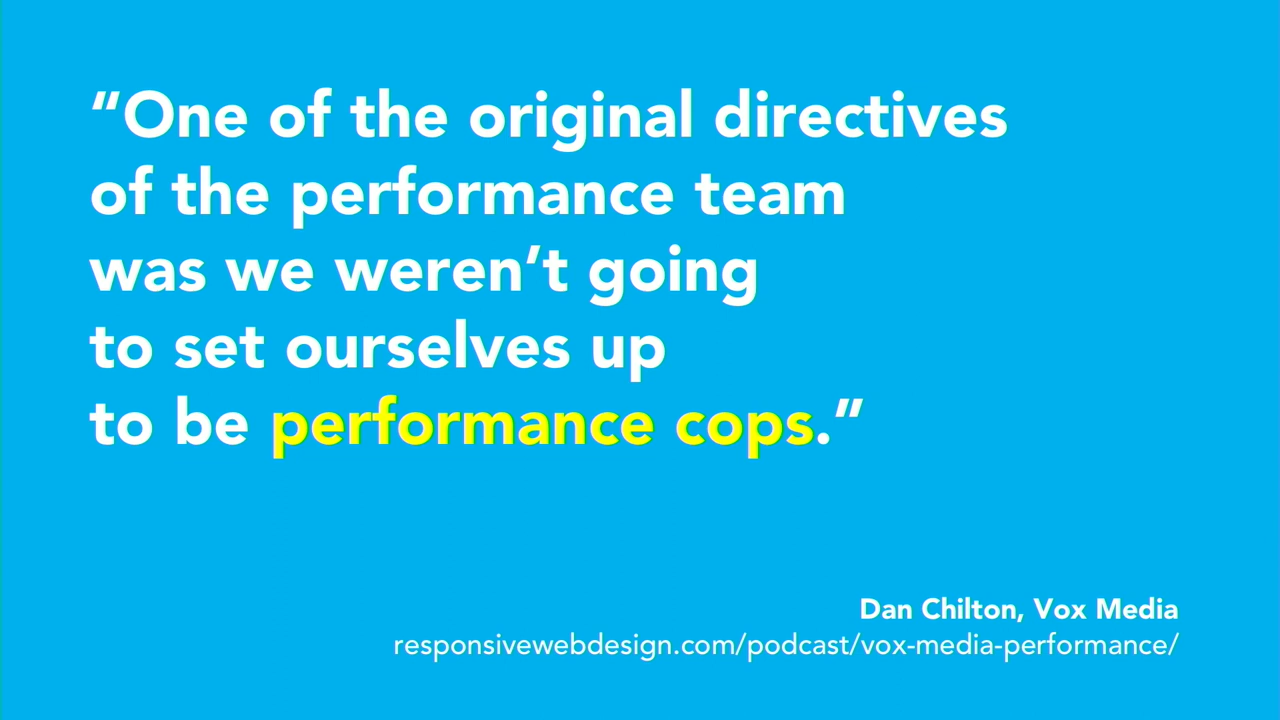 “One of the original directives
of the performance team
was we weren’t going
to set ourselves up
to be performance cops.”
Dan Chilton, Vox Media
responsivewebdesign.com/podcast/vox-media-performance/